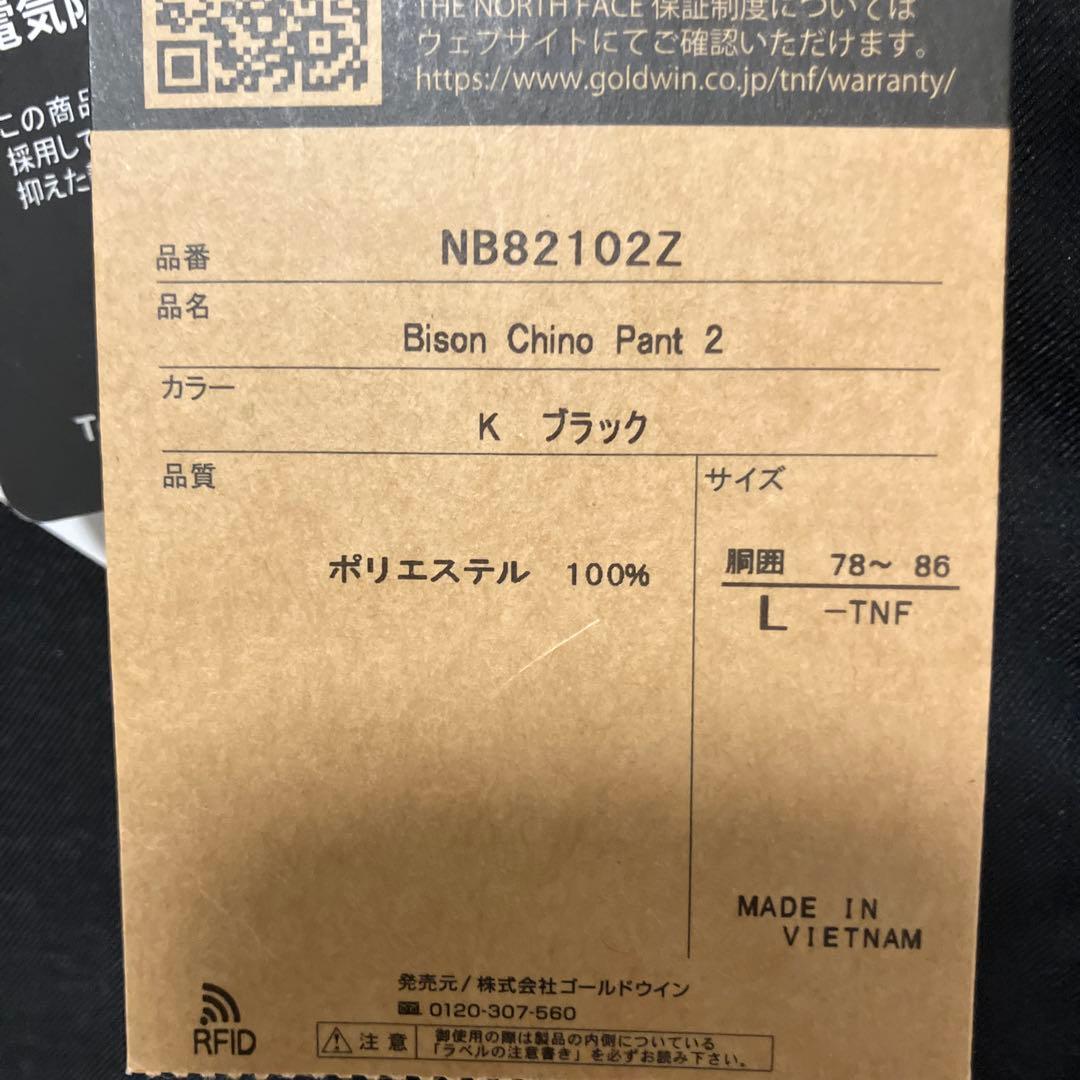 電気
この商品
採用して
抑えた
T
THE NORTH FACE 保証制度については
ウェブサイトにてご確認いただけます。
https://www.goldwin.co.jp/tnf/warranty/
品番 NB82102Z
品名
Bison Chino Pant 2
カラー
K ブラック
品質
ポリエステル 100%
サイズ
胴囲 78〜 86
L -TNF
MADE IN
VIETNAM
RFID
発売元/株式会社ゴールドウイン
0120-307-560
注意
御使用の際は製品の内側についている
「ラベルの注意書き」を必ずお読み下さい。